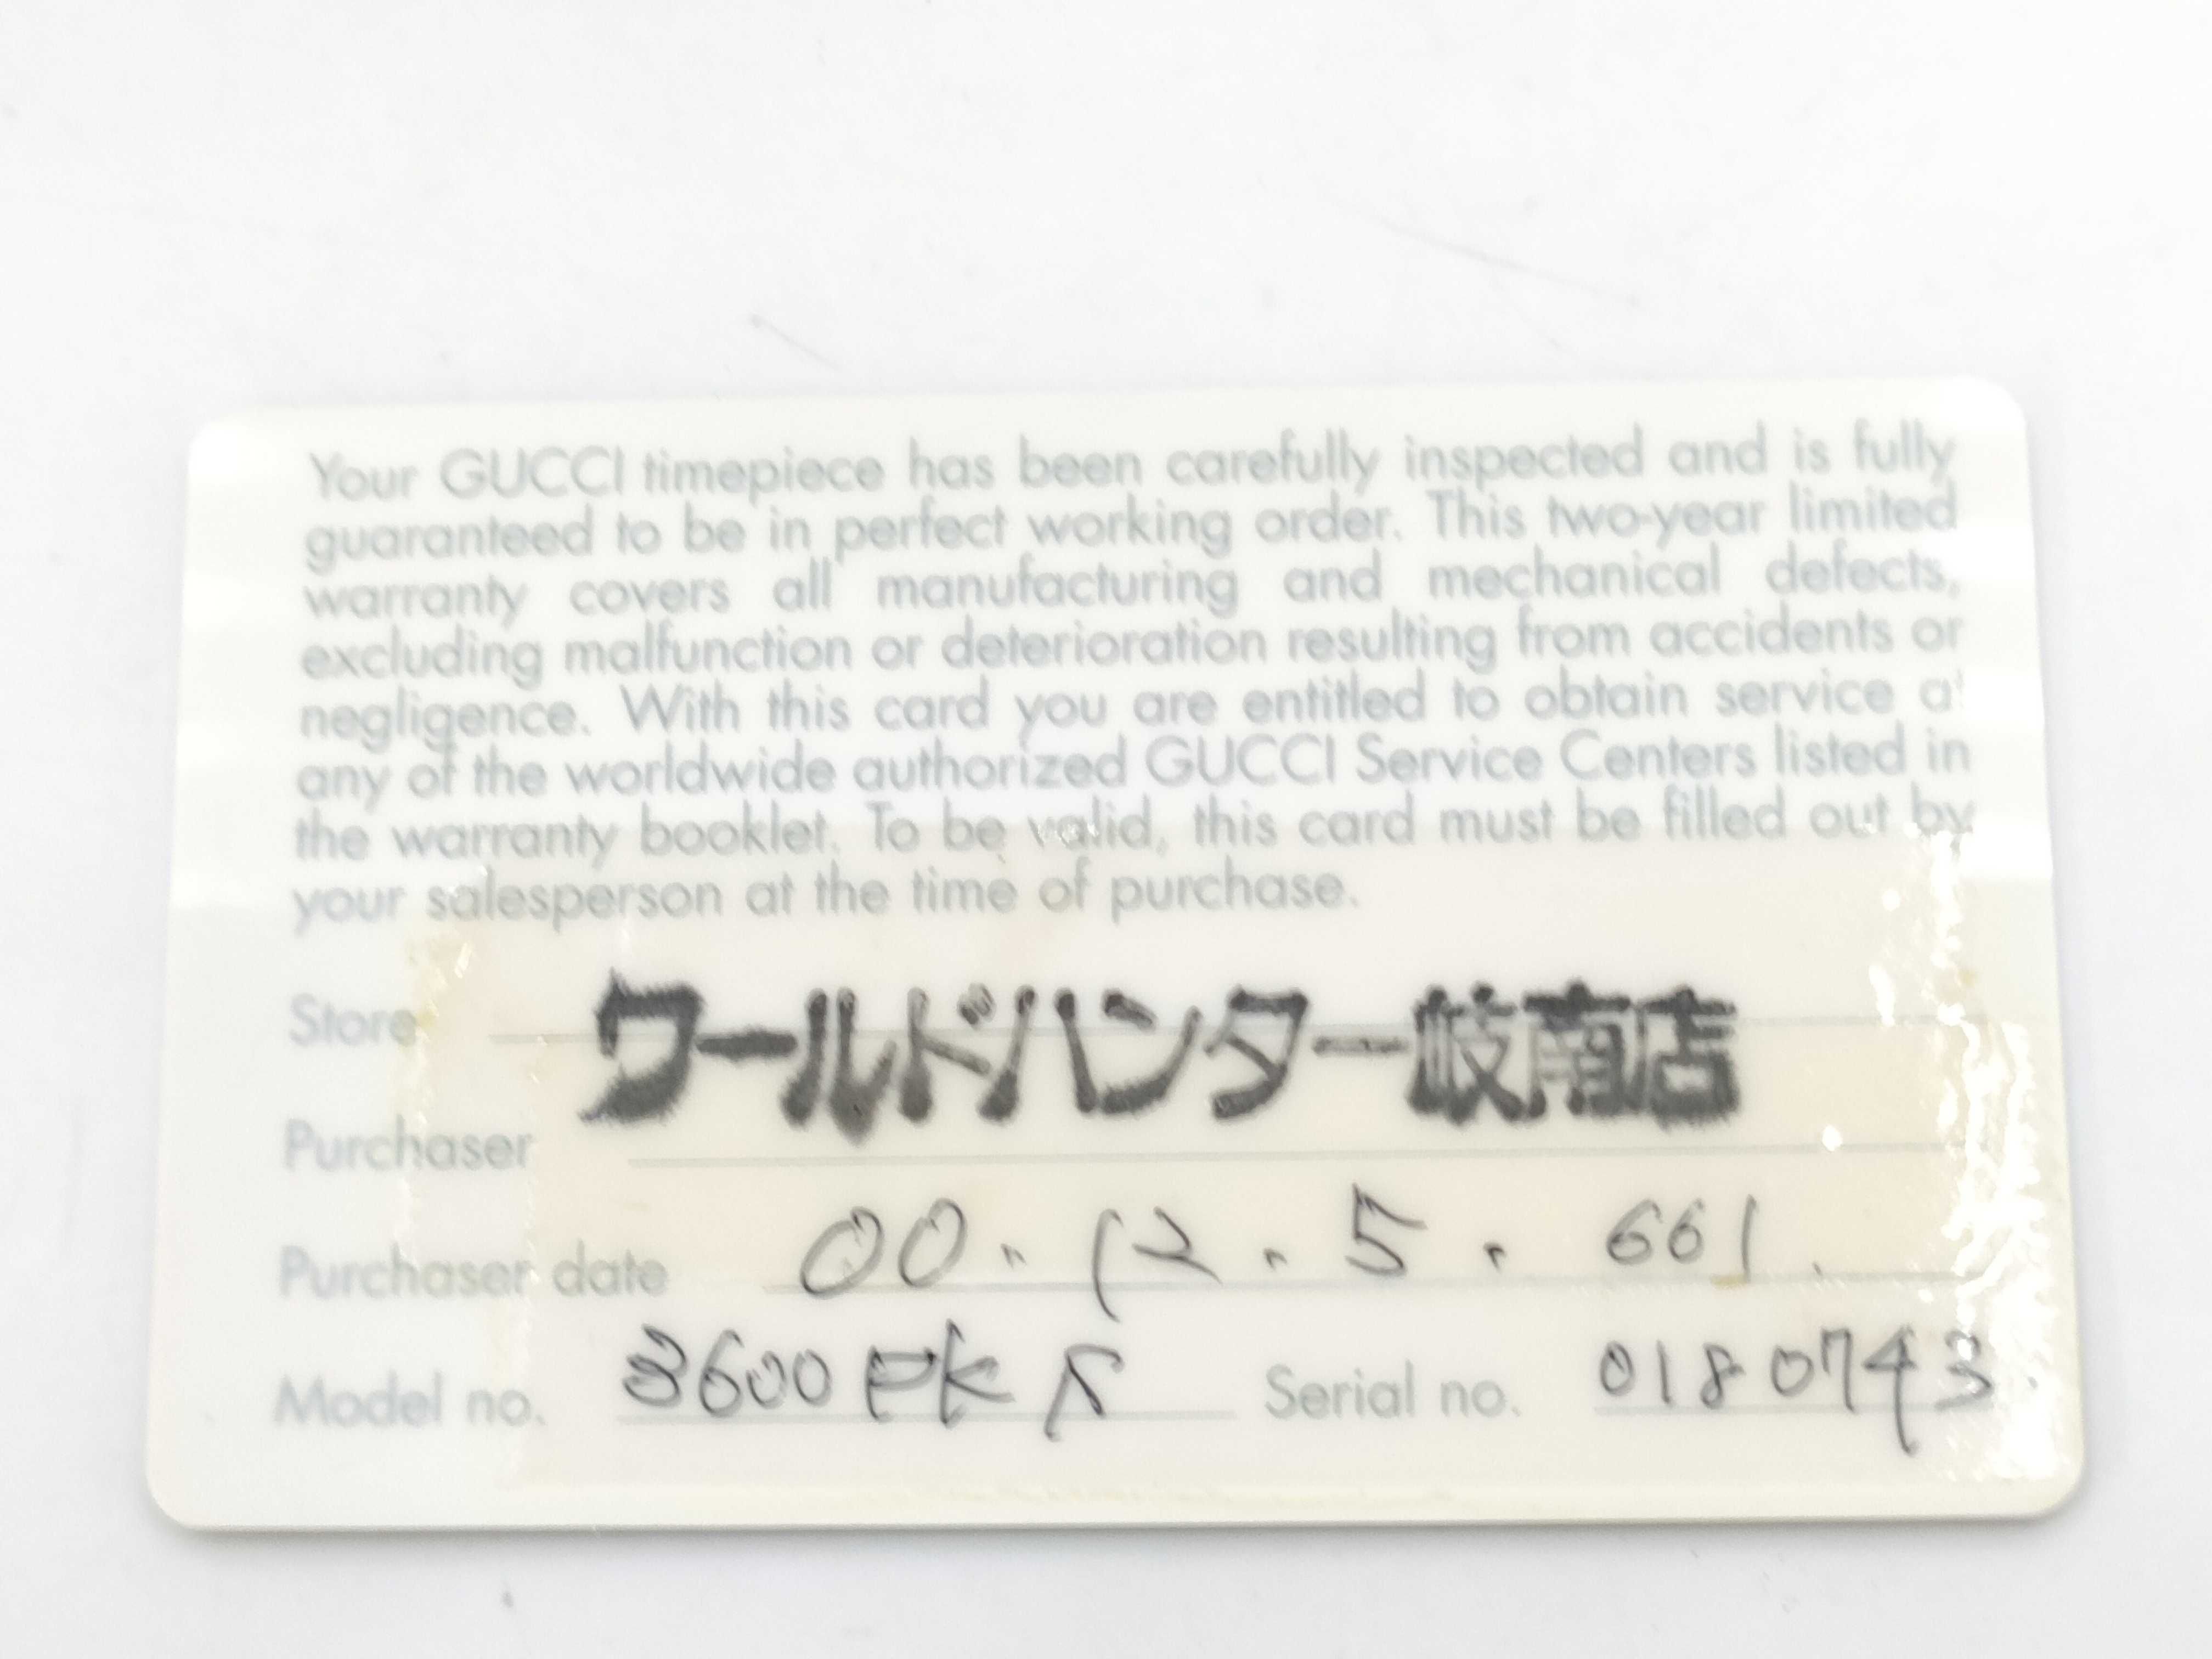 Your GUCCI timepiece has been carefully inspected and is fully
guaranteed to be in perfect working order. This two-year limited
warranty covers all manufacturing and mechanical defects,
excluding malfunction or deterioration resulting from accidents or
negligence. With this card you are entitled to obtain service at
any of the worldwide authorized GUCCI Service Centers listed in
the warranty booklet. To be valid, this card must be filled out by
your salesperson at the time of purchase.
Store ワールドハンター岐南店
Purchaser
Purchaser date 00.12.5. 661.
Model no. 3600 Serial no. 0180743